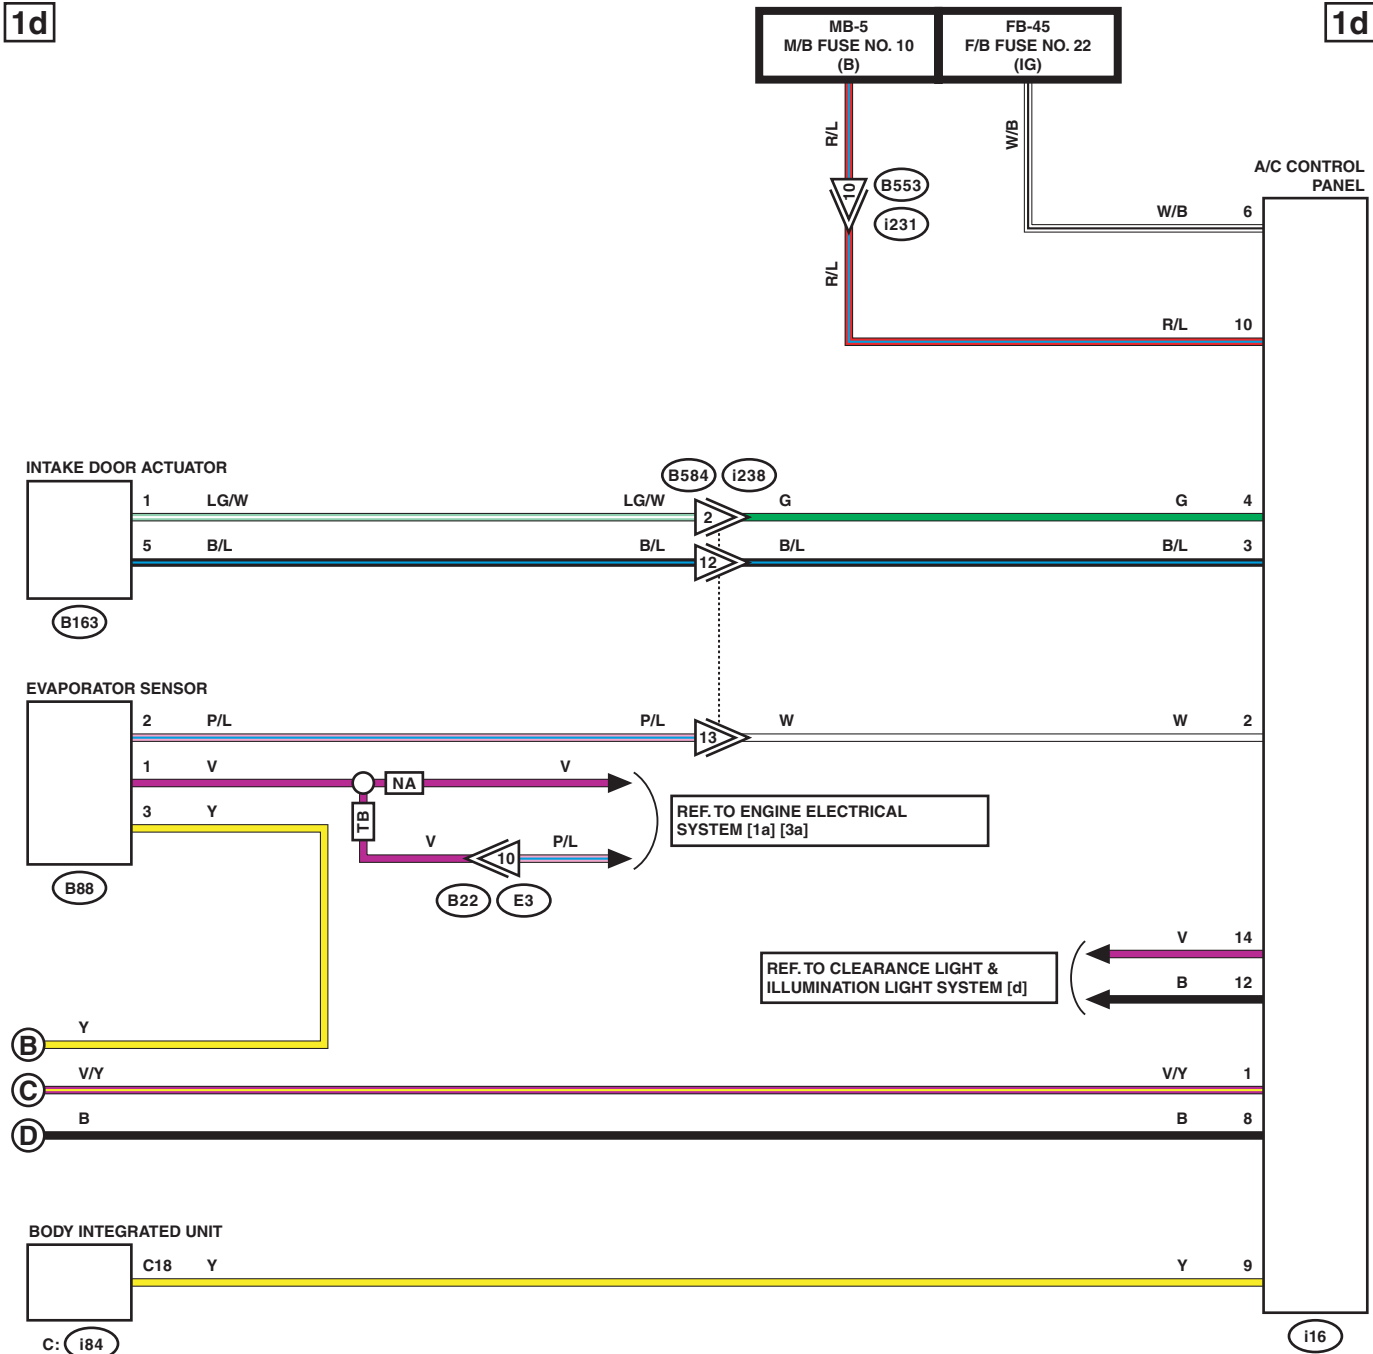 1d
1d
MB-5
M/B FUSE NO. 10
(B)
FB-45
F/B FUSE NO. 22
(IG)
R/L
W/B
10
B553
i231
R/L
A/C CONTROL
PANEL
W/B 6
R/L 10
INTAKE DOOR ACTUATOR
B584 i238
1 LG/W LG/W 2 G G 4
5 B/L B/L 12 B/L B/L 3
B163
EVAPORATOR SENSOR
2 P/L P/L 13 W W 2
1 V NA V
3 Y
TB
V 10 P/L
REF. TO ENGINE ELECTRICAL
SYSTEM [1a] [3a]
B88
B22 E3
V 14
B 12
REF. TO CLEARANCE LIGHT &
ILLUMINATION LIGHT SYSTEM [d]
B Y
C V/Y V/Y 1
D B B 8
BODY INTEGRATED UNIT
C18 Y Y 9
C: i84
i16